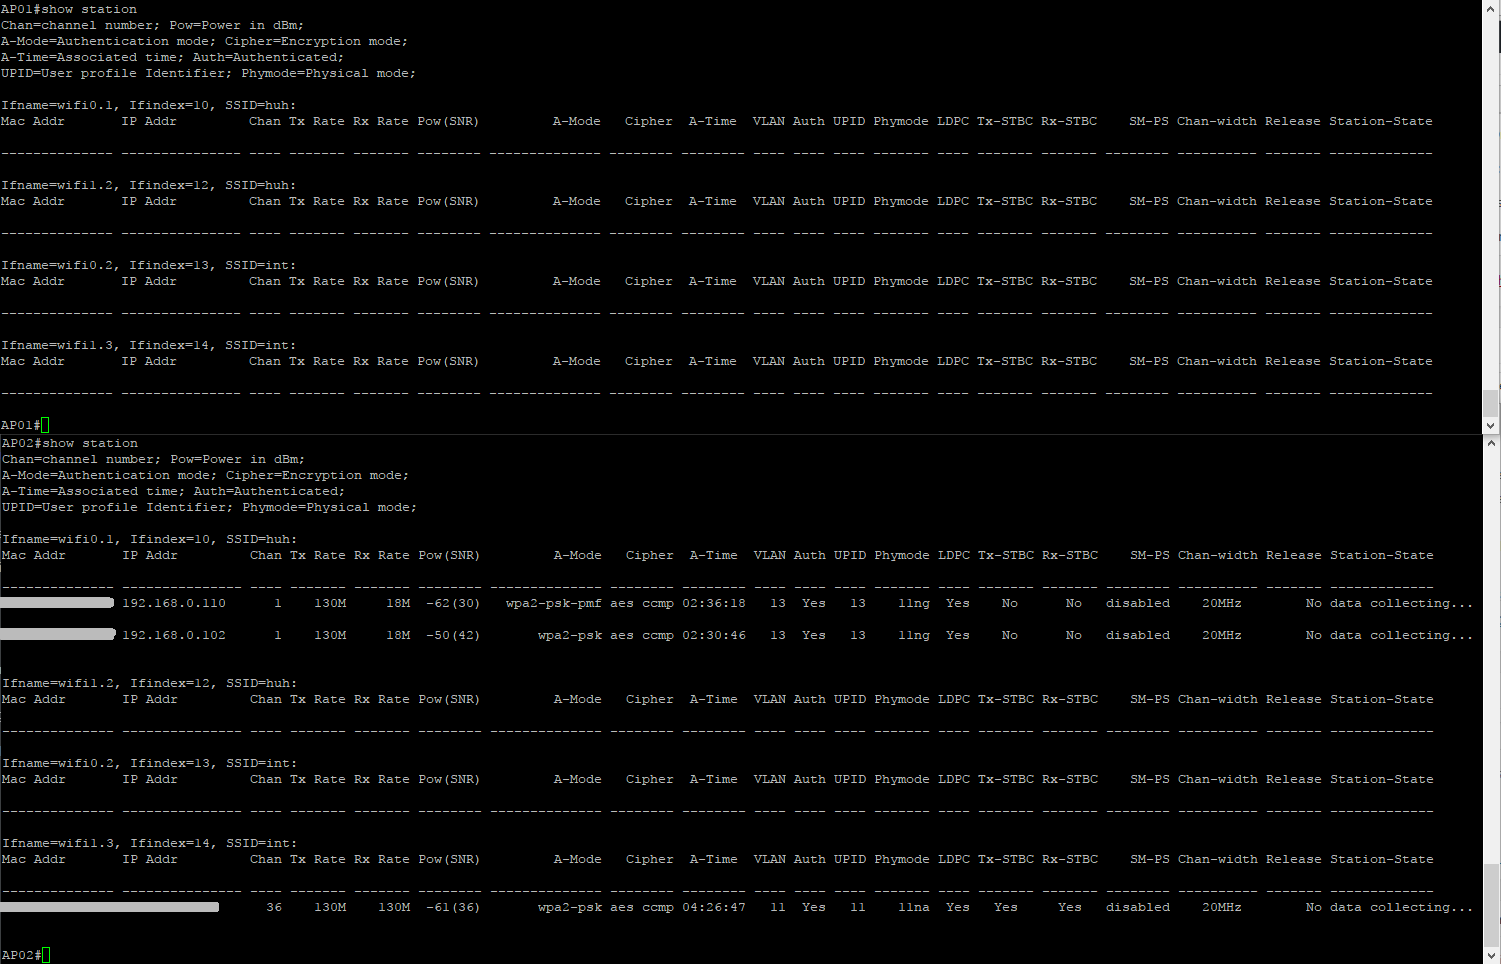 AP01#show station
Chan=channel number; Pow=Power in dBm;
A-Mode=Authentication mode; Cipher=Encryption mode;
A-Time=Associated time; Auth=Authenticated;
UPID=User profile Identifier; Phymode=Physical mode;
Ifname=wifi0.1, Ifindex=10, SSID=huh:
Mac Addr IP Addr Chan Tx Rate Rx Rate Pow(SNR) A-Mode Cipher A-Time VLAN Auth UPID Phymode LDPC Tx-STBC Rx-STBC SM-PS Chan-width Release Station-State
-------------- --------------- ---- ------- ------- -------- -------------- -------- -------- ---- ---- ---- ------- ---- ------- ------- -------- ---------- ------- -------------
Ifname=wifi1.2, Ifindex=12, SSID=huh:
Mac Addr IP Addr Chan Tx Rate Rx Rate Pow(SNR) A-Mode Cipher A-Time VLAN Auth UPID Phymode LDPC Tx-STBC Rx-STBC SM-PS Chan-width Release Station-State
-------------- --------------- ---- ------- ------- -------- -------------- -------- -------- ---- ---- ---- ------- ---- ------- ------- -------- ---------- ------- -------------
Ifname=wifi0.2, Ifindex=13, SSID=int:
Mac Addr IP Addr Chan Tx Rate Rx Rate Pow(SNR) A-Mode Cipher A-Time VLAN Auth UPID Phymode LDPC Tx-STBC Rx-STBC SM-PS Chan-width Release Station-State
-------------- --------------- ---- ------- ------- -------- -------------- -------- -------- ---- ---- ---- ------- ---- ------- ------- -------- ---------- ------- -------------
Ifname=wifi1.3, Ifindex=14, SSID=int:
Mac Addr IP Addr Chan Tx Rate Rx Rate Pow(SNR) A-Mode Cipher A-Time VLAN Auth UPID Phymode LDPC Tx-STBC Rx-STBC SM-PS Chan-width Release Station-State
-------------- --------------- ---- ------- ------- -------- -------------- -------- -------- ---- ---- ---- ------- ---- ------- ------- -------- ---------- ------- -------------
AP01#
AP02#show station
Chan=channel number; Pow=Power in dBm;
A-Mode=Authentication mode; Cipher=Encryption mode;
A-Time=Associated time; Auth=Authenticated;
UPID=User profile Identifier; Phymode=Physical mode;
Ifname=wifi0.1, Ifindex=10, SSID=huh:
Mac Addr IP Addr Chan Tx Rate Rx Rate Pow(SNR) A-Mode Cipher A-Time VLAN Auth UPID Phymode LDPC Tx-STBC Rx-STBC SM-PS Chan-width Release Station-State
-------------- --------------- ---- ------- ------- -------- -------------- -------- -------- ---- ---- ---- ------- ---- ------- ------- -------- ---------- ------- -------------
192.168.0.110 1 130M 18M -62(30) wpa2-psk-pmf aes ccmp 02:36:18 13 Yes 13 11ng Yes No No disabled 20MHz No data collecting...
192.168.0.102 1 130M 18M -50(42) wpa2-psk aes ccmp 02:30:46 13 Yes 13 11ng Yes No No disabled 20MHz No data collecting...
Ifname=wifi1.2, Ifindex=12, SSID=huh:
Mac Addr IP Addr Chan Tx Rate Rx Rate Pow(SNR) A-Mode Cipher A-Time VLAN Auth UPID Phymode LDPC Tx-STBC Rx-STBC SM-PS Chan-width Release Station-State
-------------- --------------- ---- ------- ------- -------- -------------- -------- -------- ---- ---- ---- ------- ---- ------- ------- -------- ---------- ------- -------------
Ifname=wifi0.2, Ifindex=13, SSID=int:
Mac Addr IP Addr Chan Tx Rate Rx Rate Pow(SNR) A-Mode Cipher A-Time VLAN Auth UPID Phymode LDPC Tx-STBC Rx-STBC SM-PS Chan-width Release Station-State
-------------- --------------- ---- ------- ------- -------- -------------- -------- -------- ---- ---- ---- ------- ---- ------- ------- -------- ---------- ------- -------------
Ifname=wifi1.3, Ifindex=14, SSID=int:
Mac Addr IP Addr Chan Tx Rate Rx Rate Pow(SNR) A-Mode Cipher A-Time VLAN Auth UPID Phymode LDPC Tx-STBC Rx-STBC SM-PS Chan-width Release Station-State
-------------- --------------- ---- ------- ------- -------- -------------- -------- -------- ---- ---- ---- ------- ---- ------- ------- -------- ---------- ------- -------------
36 130M 130M -61(36) wpa2-psk aes ccmp 04:26:47 11 Yes 11 11na Yes Yes Yes disabled 20MHz No data collecting...
AP02#